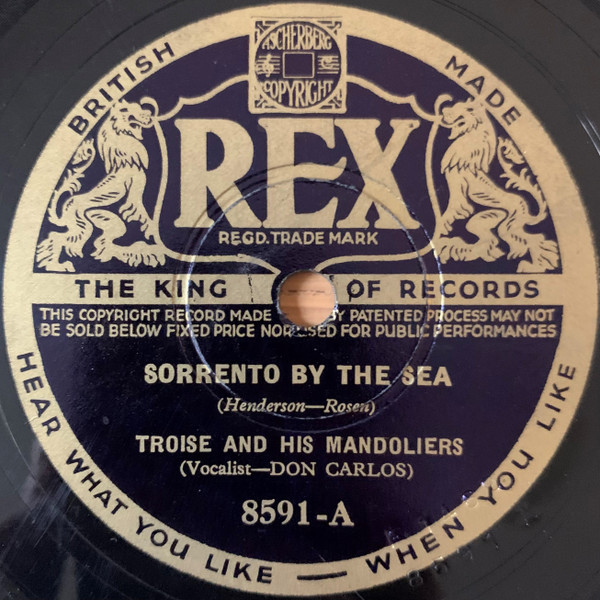 BRITISH MADE
ASCHERBERG
COPYRIGHT
REX
REGD. TRADE MARK
THE KING OF RECORDS
THIS COPYRIGHT RECORD MADE BY PATENTED PROCESS MAY NOT
BE SOLD BELOW FIXED PRICE NOR USED FOR PUBLIC PERFORMANCES
SORRENTO BY THE SEA
(Henderson—Rosen)
TROISE AND HIS MANDOLIERS
(Vocalist—DON CARLOS)
8591-A
HEAR WHAT YOU LIKE — WHEN YOU LIKE